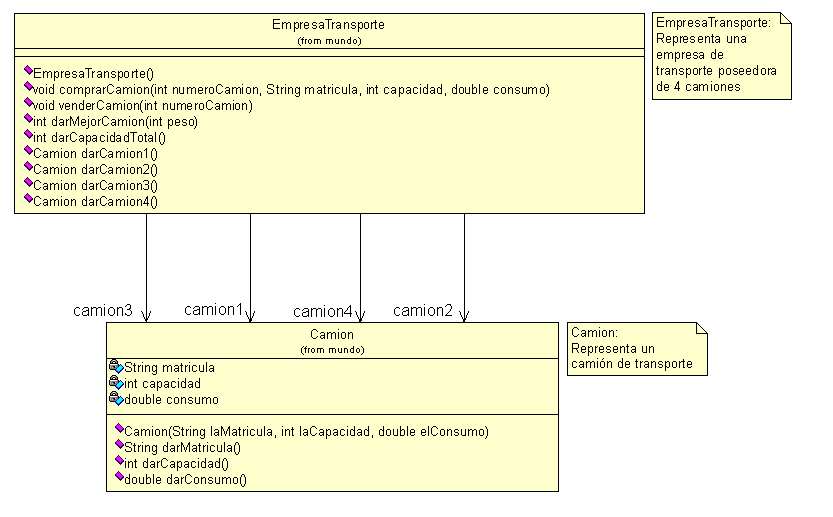 EmpresaTransporte
(from mundo)
EmpresaTransporte()
void comprarCamion(int numeroCamion, String matricula, int capacidad, double consumo)
void venderCamion(int numeroCamion)
int darMejorCamion(int peso)
int darCapacidadTotal()
Camion darCamion1()
Camion darCamion2()
Camion darCamion3()
Camion darCamion4()
EmpresaTransporte:
Representa una
empresa de
transporte poseedora
de 4 camiones
camion3
camion1
camion4
camion2
Camion
(from mundo)
String matricula
int capacidad
double consumo
Camion(String laMatricula, int laCapacidad, double elConsumo)
String darMatricula()
int darCapacidad()
double darConsumo()
Camion:
Representa un
camión de transporte